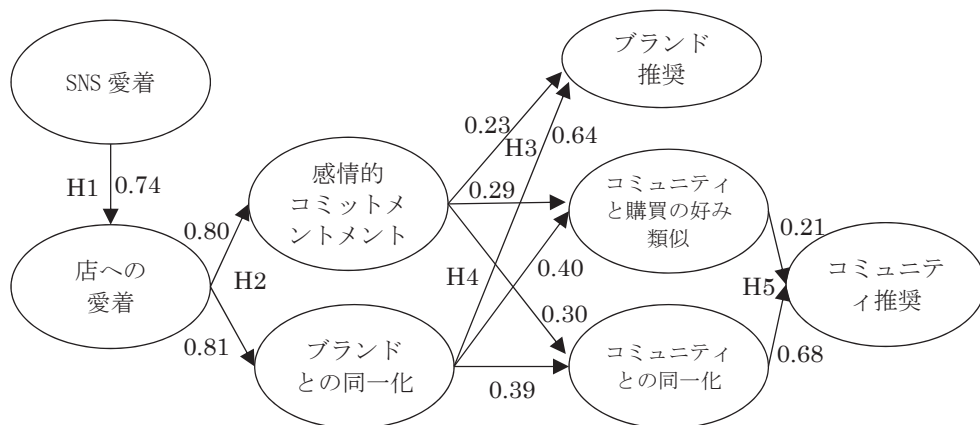 ブランド
推奨
SNS 愛着
0.23
H3
0.64
H1
0.74
感情的
コミットメ
ントメント
0.29
コミュニティ
と購買の好み
類似
0.80
0.21
店への
愛着
H2
H4
0.40
H5
コミュニテ
ィ推奨
0.30
0.81
ブランド
との同一化
0.39
コミュニティ
との同一化
0.68